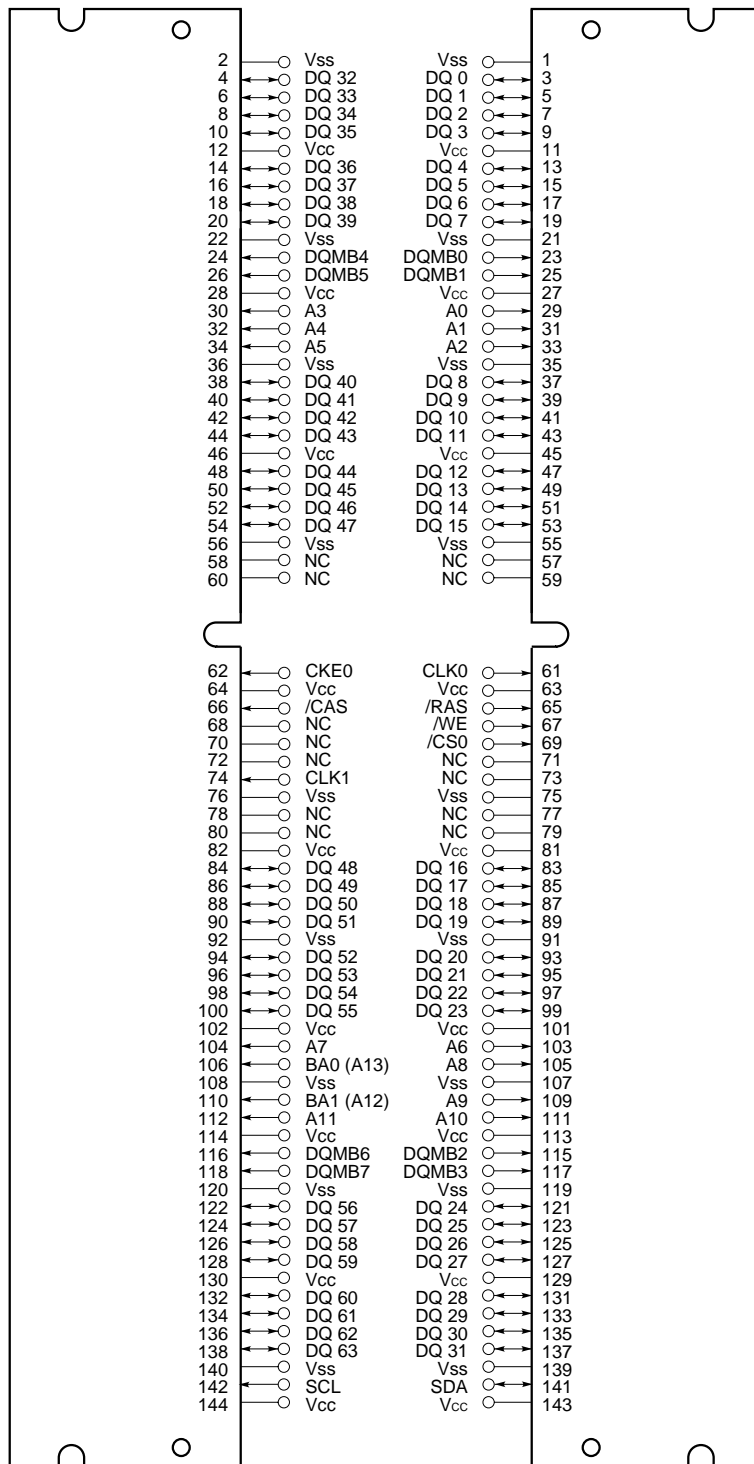 2 Vss Vss 1
4 DQ 32 DQ 0 3
6 DQ 33 DQ 1 5
8 DQ 34 DQ 2 7
10 DQ 35 DQ 3 9
12 Vcc Vcc 11
14 DQ 36 DQ 4 13
16 DQ 37 DQ 5 15
18 DQ 38 DQ 6 17
20 DQ 39 DQ 7 19
22 Vss Vss 21
24 DQMB4 DQMB0 23
26 DQMB5 DQMB1 25
28 Vcc Vcc 27
30 A3 A0 29
32 A4 A1 31
34 A5 A2 33
36 Vss Vss 35
38 DQ 40 DQ 8 37
40 DQ 41 DQ 9 39
42 DQ 42 DQ 10 41
44 DQ 43 DQ 11 43
46 Vcc Vcc 45
48 DQ 44 DQ 12 47
50 DQ 45 DQ 13 49
52 DQ 46 DQ 14 51
54 DQ 47 DQ 15 53
56 Vss Vss 55
58 NC NC 57
60 NC NC 59
62 CKE0 CLK0 61
64 Vcc Vcc 63
66 /CAS /RAS 65
68 NC /WE 67
70 NC /CS0 69
72 NC NC 71
74 CLK1 NC 73
76 Vss Vss 75
78 NC NC 77
80 NC NC 79
82 Vcc Vcc 81
84 DQ 48 DQ 16 83
86 DQ 49 DQ 17 85
88 DQ 50 DQ 18 87
90 DQ 51 DQ 19 89
92 Vss Vss 91
94 DQ 52 DQ 20 93
96 DQ 53 DQ 21 95
98 DQ 54 DQ 22 97
100 DQ 55 DQ 23 99
102 Vcc Vcc 101
104 A7 A6 103
106 BA0 (A13) A8 105
108 Vss Vss 107
110 BA1 (A12) A9 109
112 A11 A10 111
114 Vcc Vcc 113
116 DQMB6 DQMB2 115
118 DQMB7 DQMB3 117
120 Vss Vss 119
122 DQ 56 DQ 24 121
124 DQ 57 DQ 25 123
126 DQ 58 DQ 26 125
128 DQ 59 DQ 27 127
130 Vcc Vcc 129
132 DQ 60 DQ 28 131
134 DQ 61 DQ 29 133
136 DQ 62 DQ 30 135
138 DQ 63 DQ 31 137
140 Vss Vss 139
142 SCL SDA 141
144 Vcc Vcc 143